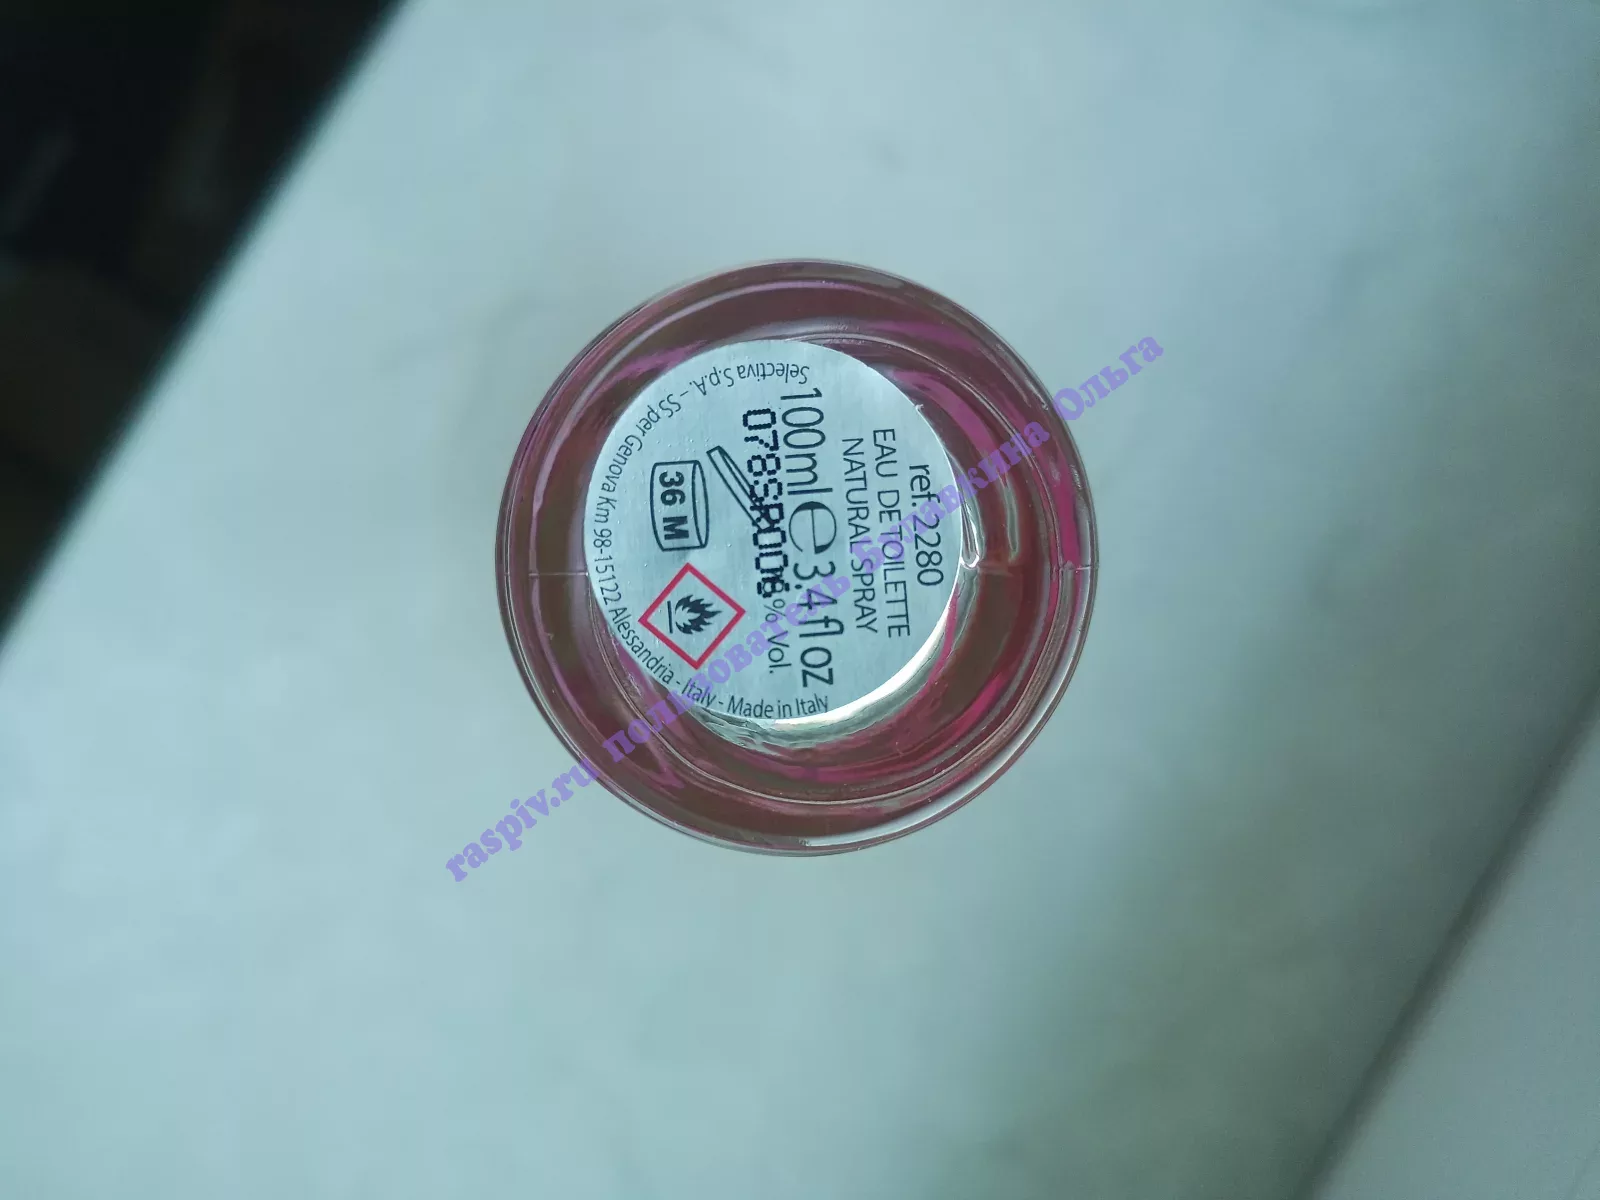 ref. 2280
EAU DE TOILETTE
NATURAL SPRAY
100ml e 3.4 fl oz
% Vol.
36 M
Selectiva S.p.A. – SS per Genova Km 98-15122 Alessandria - Italy - Made in Italy
raspiv.ru пользователь Ольга